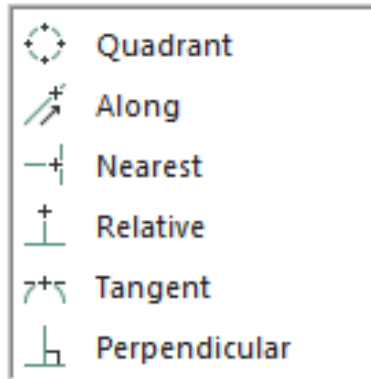 Quadrant
Along
Nearest
Relative
Tangent
Perpendicular